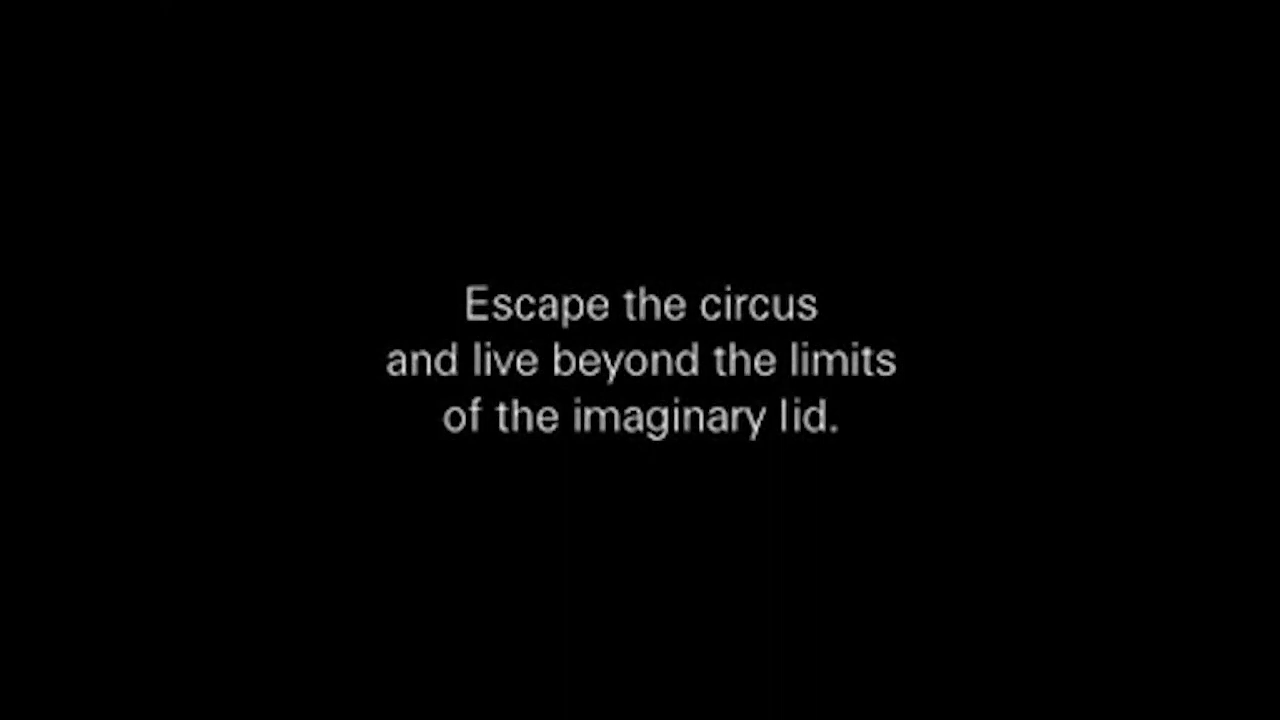 Escape the circus
and live beyond the limits
of the imaginary lid.